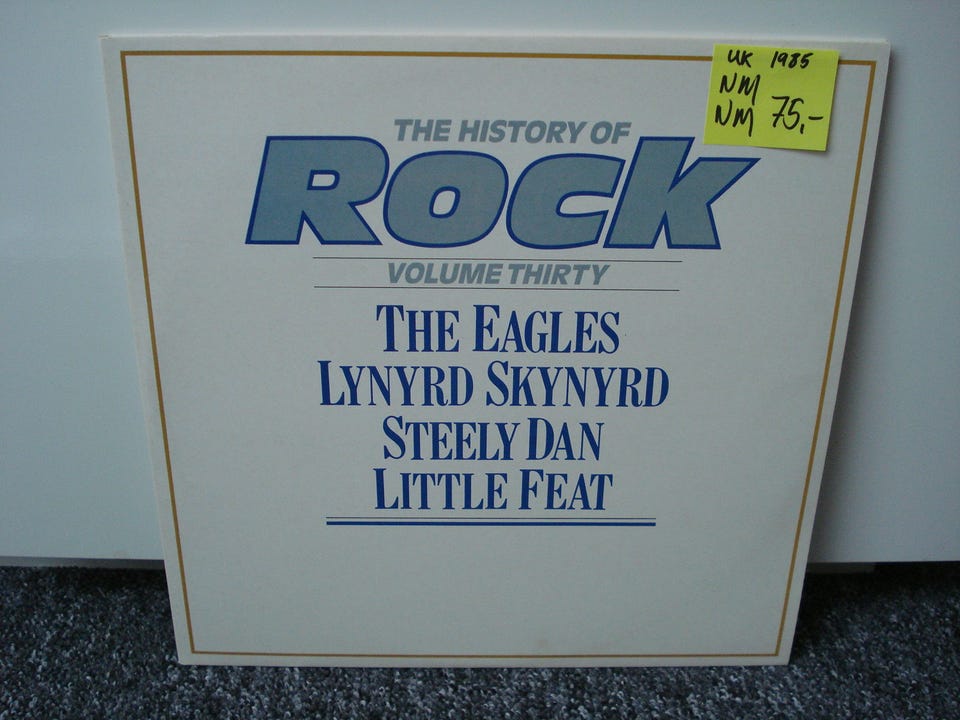 UK 1985
NM
NM 75,-
THE HISTORY OF
ROCK
VOLUME THIRTY
THE EAGLES
LYNYRD SKYNYRD
STEELY DAN
LITTLE FEAT